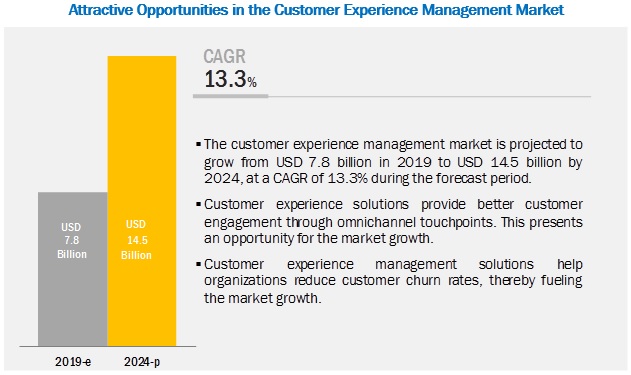 Attractive Opportunities in the Customer Experience Management Market
CAGR
13.3%
▪ The customer experience management market is projected to
grow from USD 7.8 billion in 2019 to USD 14.5 billion by
2024, at a CAGR of 13.3% during the forecast period.
▪ Customer experience solutions provide better customer
engagement through omnichannel touchpoints. This presents
an opportunity for the market growth.
▪ Customer experience management solutions help
organizations reduce customer churn rates, thereby fueling
the market growth.
USD
7.8
Billion
USD
14.5
Billion
2019-e
2024-p